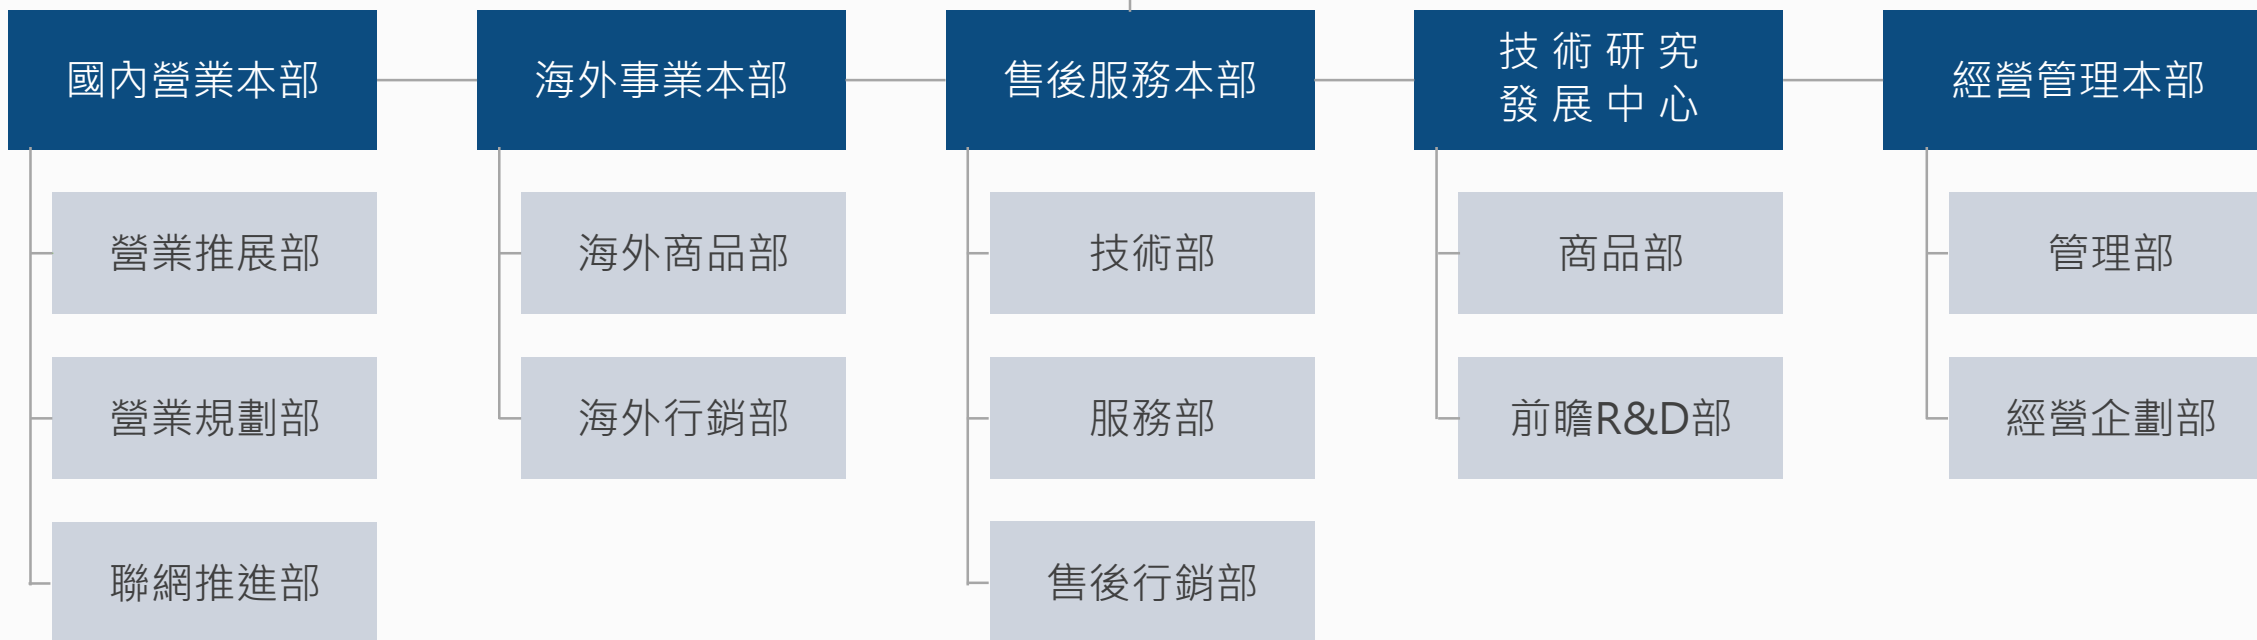 國內營業本部
海外事業本部
售後服務本部
技術研究
發展中心
經營管理本部
營業推展部
海外商品部
技術部
商品部
管理部
營業規劃部
海外行銷部
服務部
前瞻R&D部
經營企劃部
聯網推進部
售後行銷部